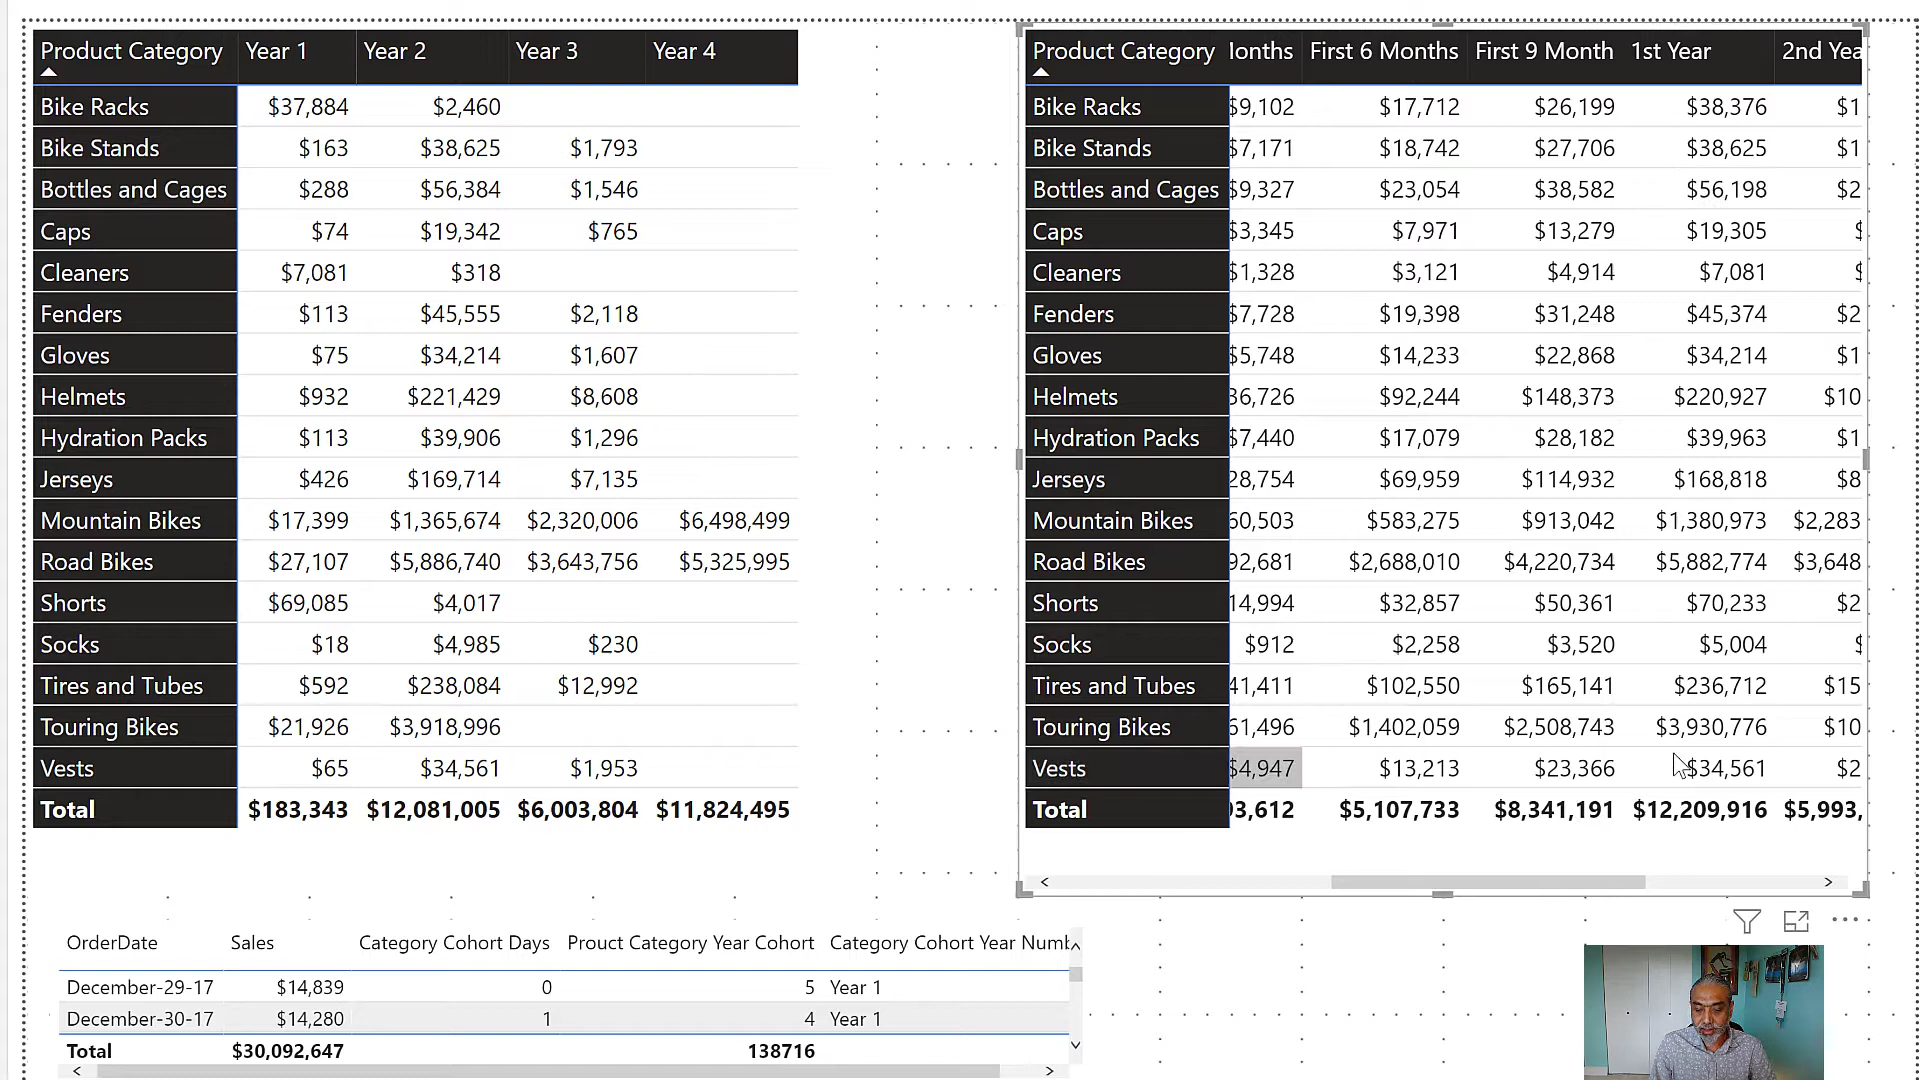 Product Category Year 1 Year 2 Year 3 Year 4
Bike Racks $37,884 $2,460
Bike Stands $163 $38,625 $1,793
Bottles and Cages $288 $56,384 $1,546
Caps $74 $19,342 $765
Cleaners $7,081 $318
Fenders $113 $45,555 $2,118
Gloves $75 $34,214 $1,607
Helmets $932 $221,429 $8,608
Hydration Packs $113 $39,906 $1,296
Jerseys $426 $169,714 $7,135
Mountain Bikes $17,399 $1,365,674 $2,320,006 $6,498,499
Road Bikes $27,107 $5,886,740 $3,643,756 $5,325,995
Shorts $69,085 $4,017
Socks $18 $4,985 $230
Tires and Tubes $592 $238,084 $12,992
Touring Bikes $21,926 $3,918,996
Vests $65 $34,561 $1,953
Total $183,343 $12,081,005 $6,003,804 $11,824,495
Product Category onths First 6 Months First 9 Month 1st Year 2nd Yea
Bike Racks $9,102 $17,712 $26,199 $38,376 $1
Bike Stands $7,171 $18,742 $27,706 $38,625 $1
Bottles and Cages $9,327 $23,054 $38,582 $56,198 $2
Caps $3,345 $7,971 $13,279 $19,305 $
Cleaners $1,328 $3,121 $4,914 $7,081 $
Fenders $7,728 $19,398 $31,248 $45,374 $2
Gloves $5,748 $14,233 $22,868 $34,214 $1
Helmets 36,726 $92,244 $148,373 $220,927 $10
Hydration Packs $7,440 $17,079 $28,182 $39,963 $1
Jerseys 28,754 $69,959 $114,932 $168,818 $8
Mountain Bikes 60,503 $583,275 $913,042 $1,380,973 $2,283
Road Bikes 92,681 $2,688,010 $4,220,734 $5,882,774 $3,648
Shorts 14,994 $32,857 $50,361 $70,233 $2
Socks $912 $2,258 $3,520 $5,004 $
Tires and Tubes 41,411 $102,550 $165,141 $236,712 $15
Touring Bikes 61,496 $1,402,059 $2,508,743 $3,930,776 $10
Vests $4,947 $13,213 $23,366 $34,561 $2
Total 3,612 $5,107,733 $8,341,191 $12,209,916 $5,993,
OrderDate Sales Category Cohort Days Prouct Category Year Cohort Category Cohort Year Numb
December-29-17 $14,839 0 5 Year 1
December-30-17 $14,280 1 4 Year 1
Total $30,092,647 138716